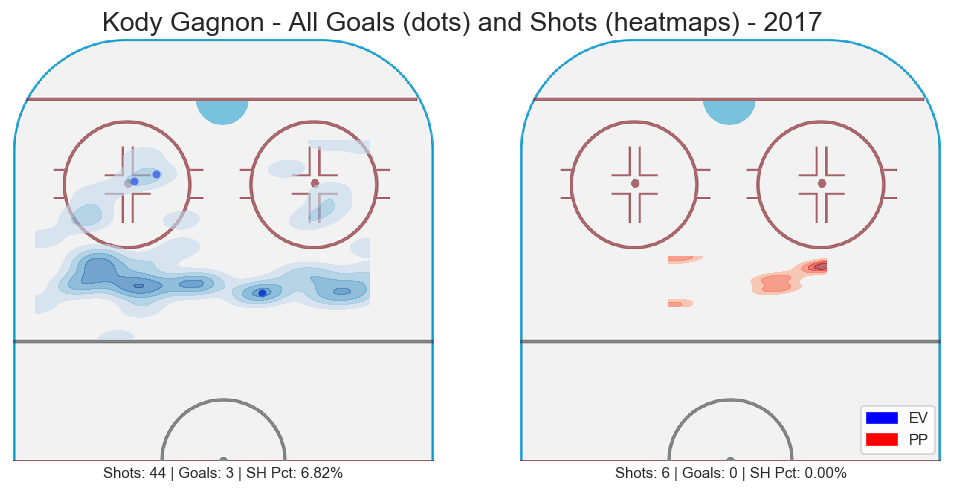 Kody Gagnon - All Goals (dots) and Shots (heatmaps) - 2017
EV
PP
Shots: 44 | Goals: 3 | SH Pct: 6.82%
Shots: 6 | Goals: 0 | SH Pct: 0.00%